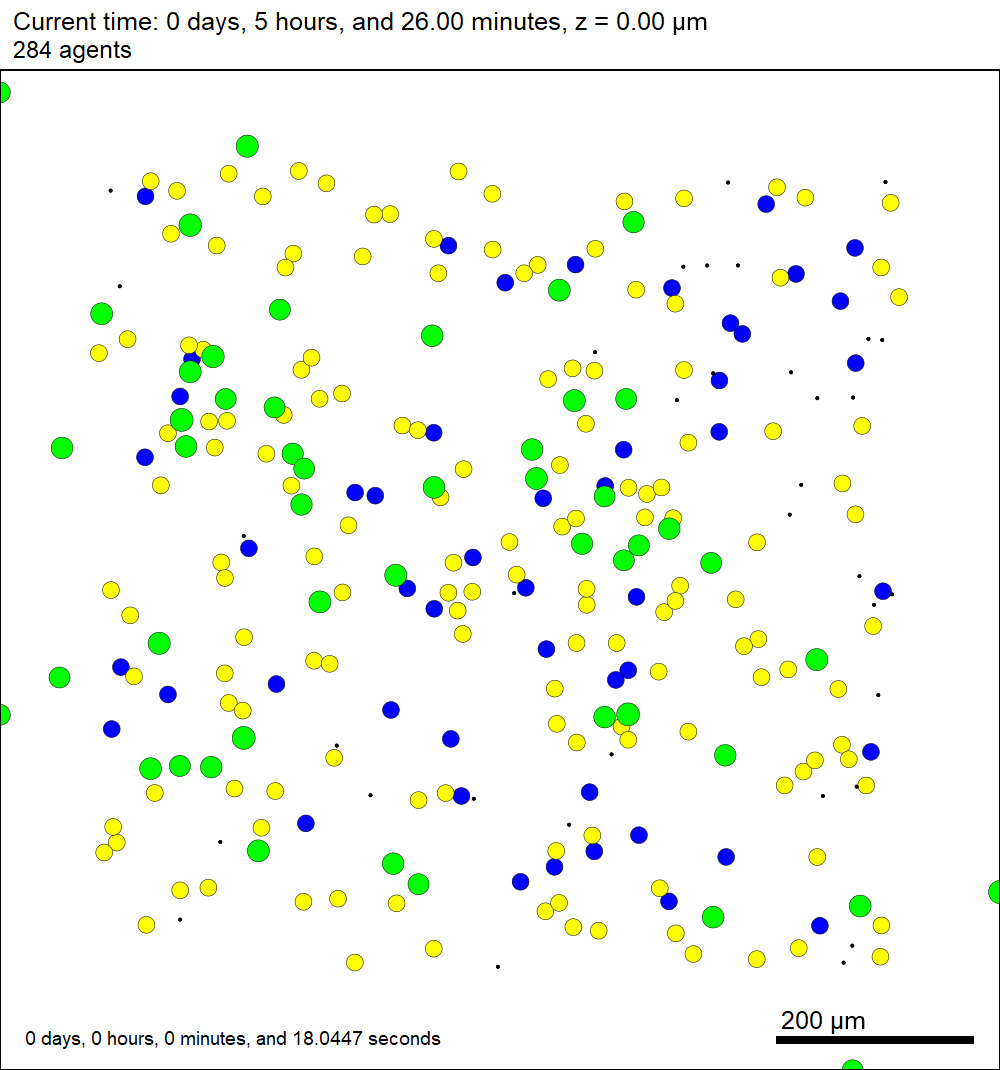 Current time: 0 days, 5 hours, and 26.00 minutes, z = 0.00 µm
284 agents
200 µm
0 days, 0 hours, 0 minutes, and 18.0447 seconds